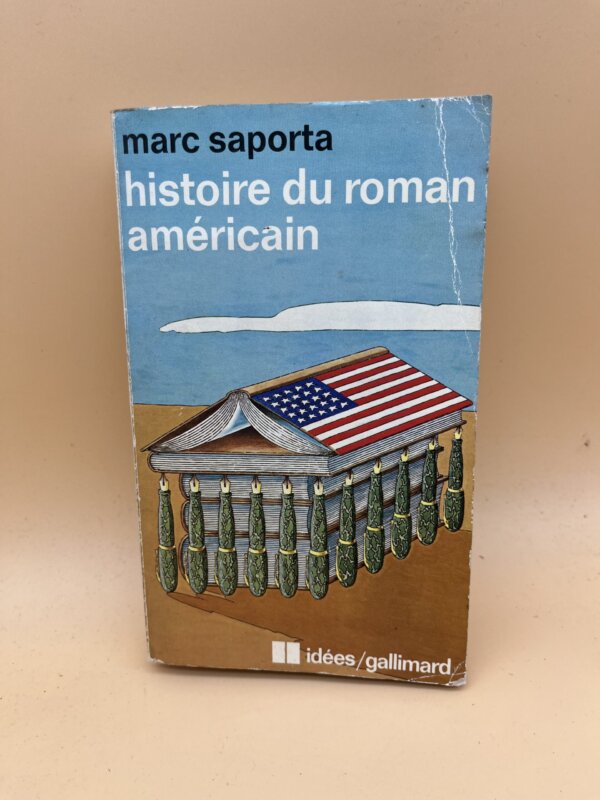 marc saporta
histoire du roman
américain
idées/gallimard